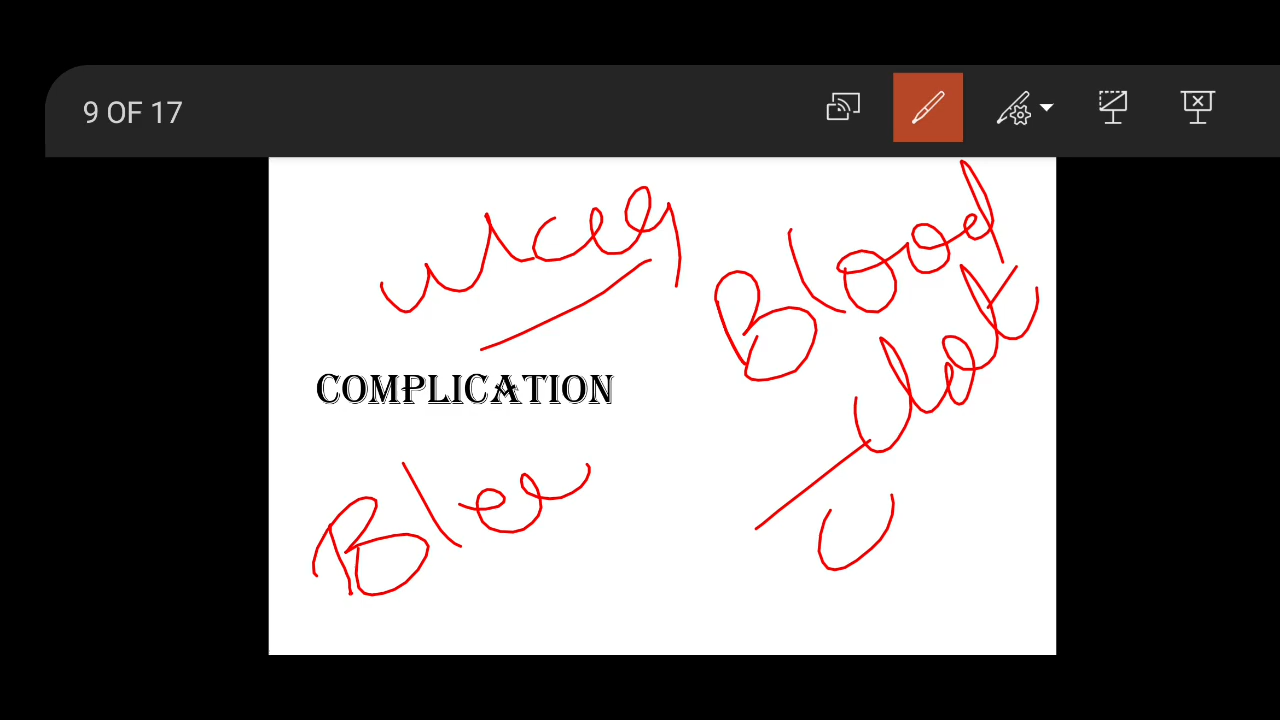 9 OF 17
ulcer
Blood
clot
COMPLICATION
Blee